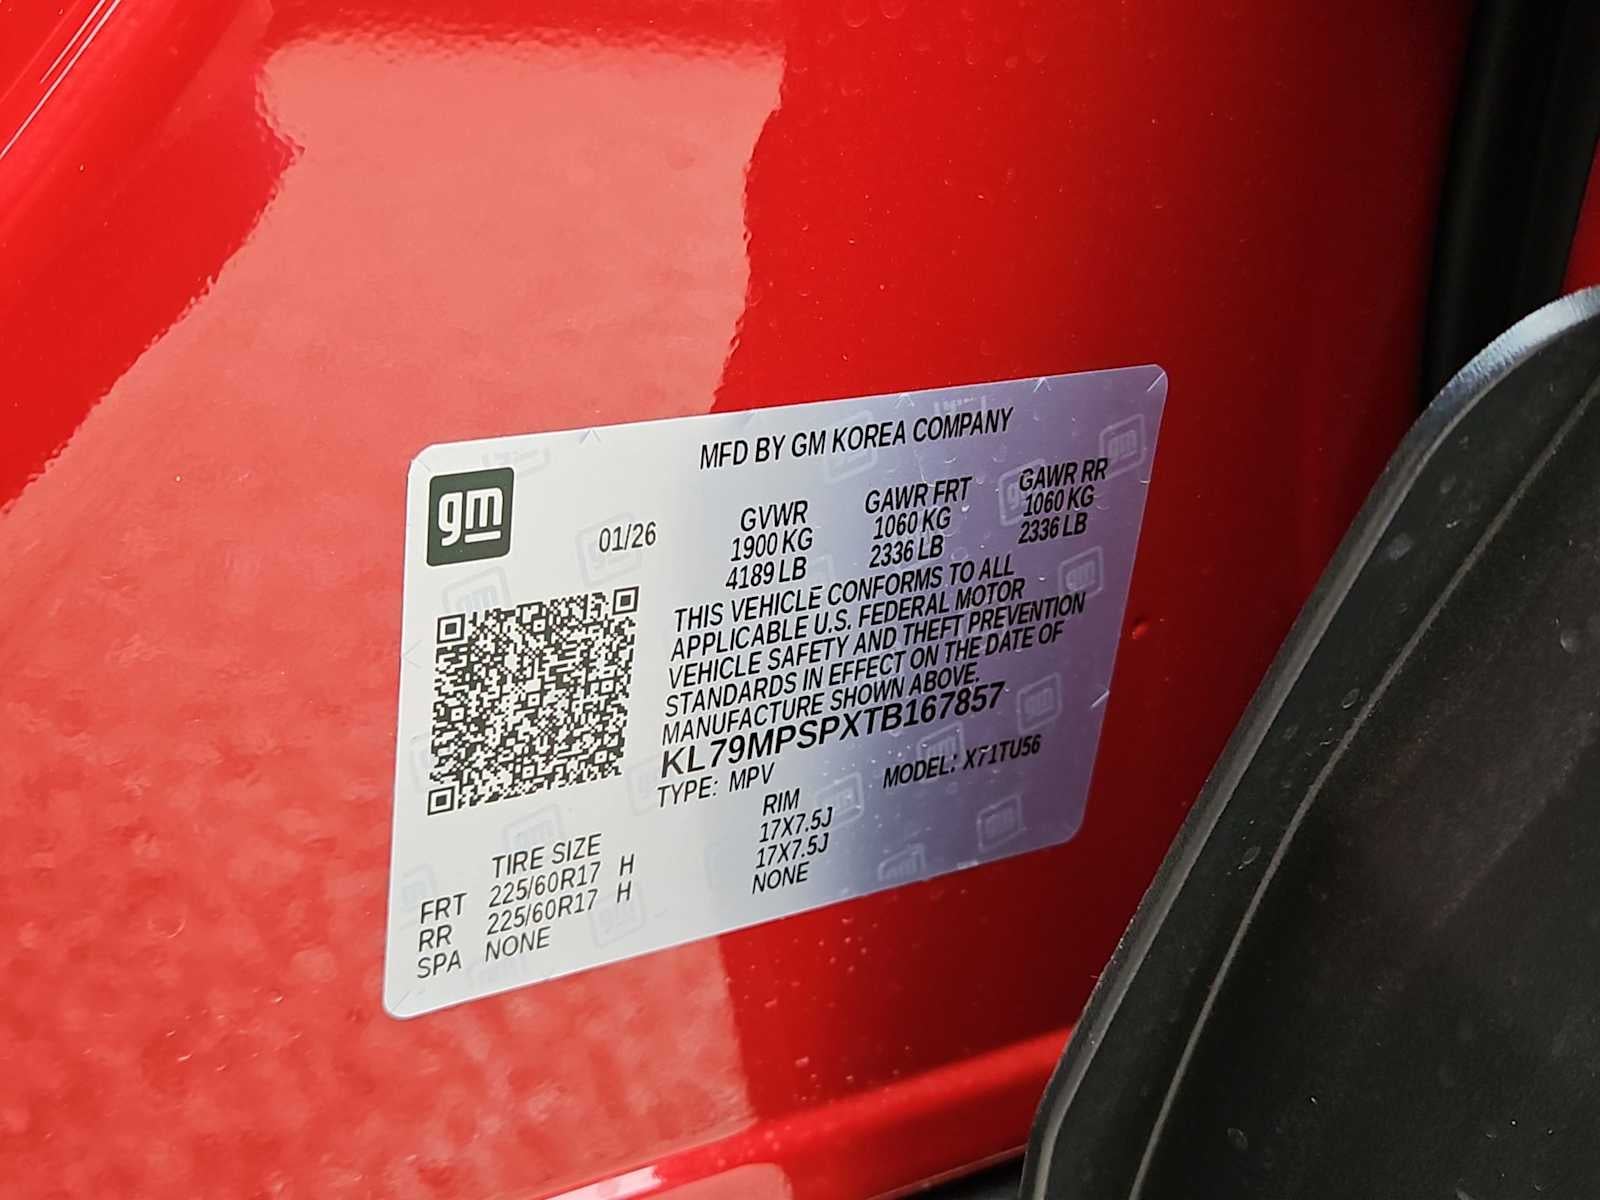 MFD BY GM KOREA COMPANY
gm
01/26
GVWR GAWR FRT GAWR RR
1900 KG 1060 KG 1060 KG
4189 LB 2336 LB 2336 LB
THIS VEHICLE CONFORMS TO ALL
APPLICABLE U.S. FEDERAL MOTOR
VEHICLE SAFETY AND THEFT PREVENTION
STANDARDS IN EFFECT ON THE DATE OF
MANUFACTURE SHOWN ABOVE.
KL79MPSPXTB167857
TYPE: MPV MODEL: X71TU56
TIRE SIZE RIM
FRT 225/60R17 H 17X7.5J
RR 225/60R17 H 17X7.5J
SPA NONE NONE